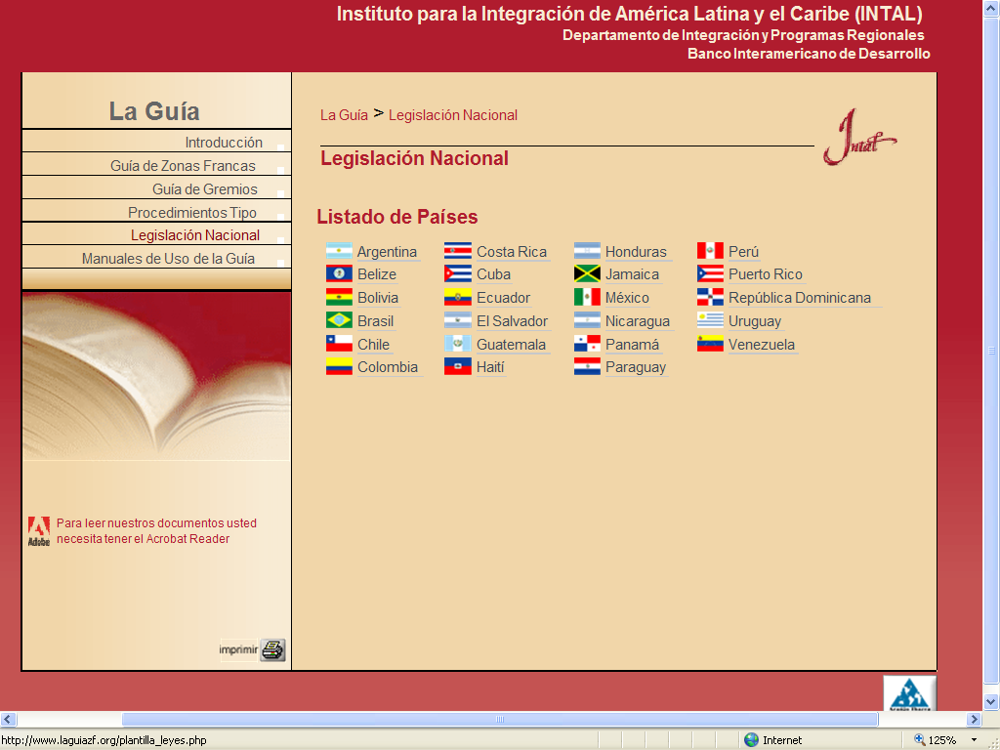 Instituto para la Integración de América Latina y el Caribe (INTAL)
Departamento de Integración y Programas Regionales
Banco Interamericano de Desarrollo
La Guía
Introducción
Guía de Zonas Francas
Guía de Gremios
Procedimientos Tipo
Legislación Nacional
Manuales de Uso de la Guía
La Guía > Legislación Nacional
Intal
Legislación Nacional
Listado de Países
Argentina Costa Rica Honduras Perú
Belize Cuba Jamaica Puerto Rico
Bolivia Ecuador México República Dominicana
Brasil El Salvador Nicaragua Uruguay
Chile Guatemala Panamá Venezuela
Colombia Haití Paraguay
Adobe
Para leer nuestros documentos usted
necesita tener el Acrobat Reader
imprimir
http://www.laguiazf.org/plantilla_leyes.php Internet 125%